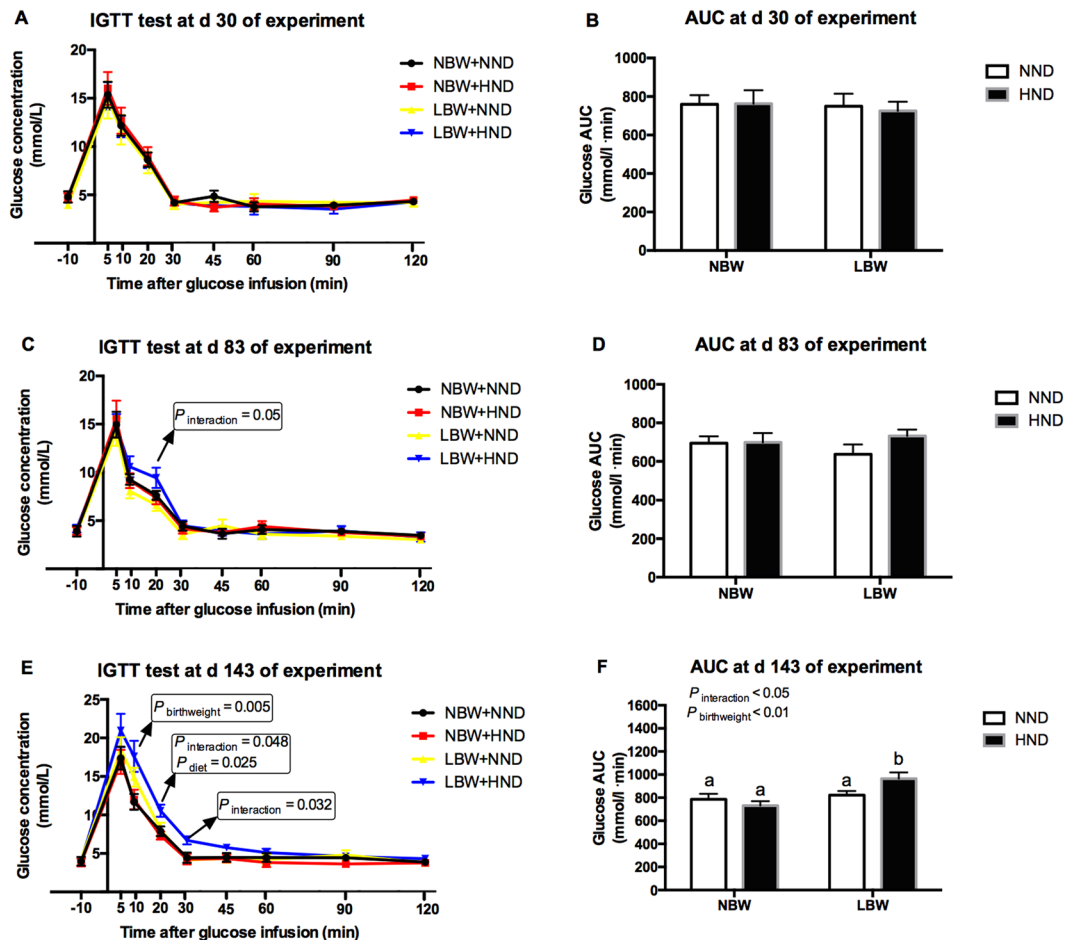 A
IGTT test at d 30 of experiment
Glucose concentration
(mmol/L)
20
15
10
5
-10 5 10 20 30 45 60 90 120
Time after glucose infusion (min)
NBW+NND
NBW+HND
LBW+NND
LBW+HND
B
AUC at d 30 of experiment
Glucose AUC
(mmol/l ·min)
1000
800
600
400
200
0
NBW LBW
NND
HND
C
IGTT test at d 83 of experiment
Glucose concentration
(mmol/L)
20
15
10
5
P interaction = 0.05
-10 5 10 20 30 45 60 90 120
Time after glucose infusion (min)
NBW+NND
NBW+HND
LBW+NND
LBW+HND
D
AUC at d 83 of experiment
Glucose AUC
(mmol/l ·min)
1000
800
600
400
200
0
NBW LBW
NND
HND
E
IGTT test at d 143 of experiment
Glucose concentration
(mmol/L)
25
20
15
10
5
P birthweight = 0.005
P interaction = 0.048
P diet = 0.025
P interaction = 0.032
-10 5 10 20 30 45 60 90 120
Time after glucose infusion (min)
NBW+NND
NBW+HND
LBW+NND
LBW+HND
F
AUC at d 143 of experiment
P interaction < 0.05
P birthweight < 0.01
Glucose AUC
(mmol/l ·min)
1600
1400
1200
1000
800
600
400
200
0
a a a b
NBW LBW
NND
HND